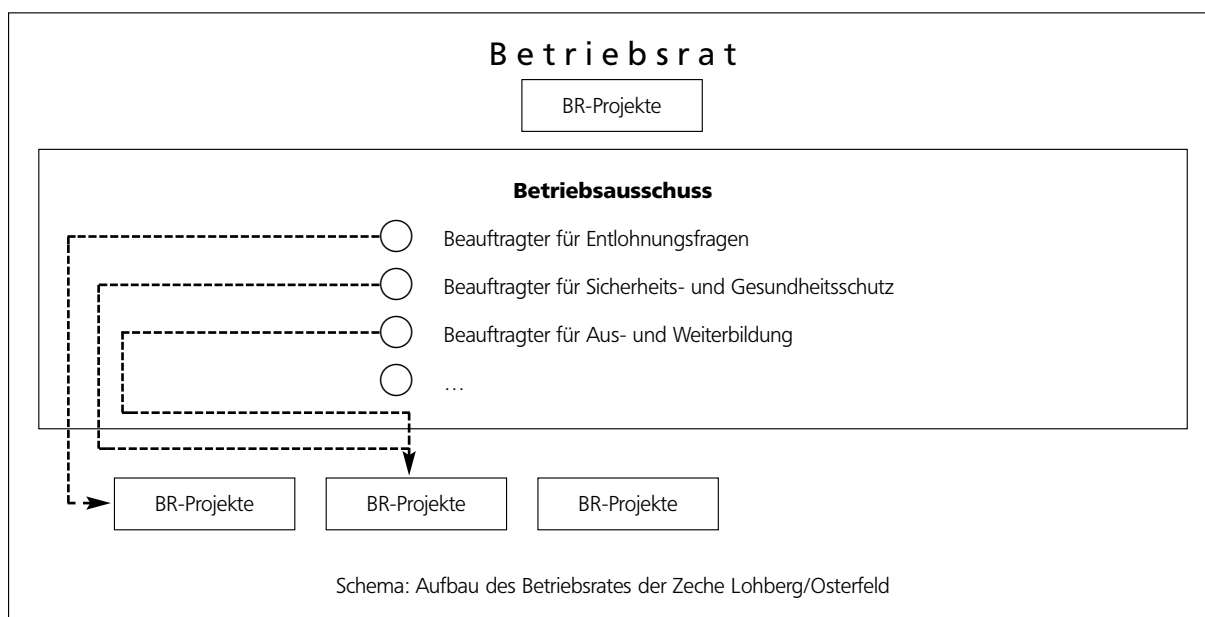 Betriebsrat
BR-Projekte
Betriebsausschuss
Beauftragter für Entlohnungsfragen
Beauftragter für Sicherheits- und Gesundheitsschutz
Beauftragter für Aus- und Weiterbildung
…
BR-Projekte
BR-Projekte
BR-Projekte
Schema: Aufbau des Betriebsrates der Zeche Lohberg/Osterfeld